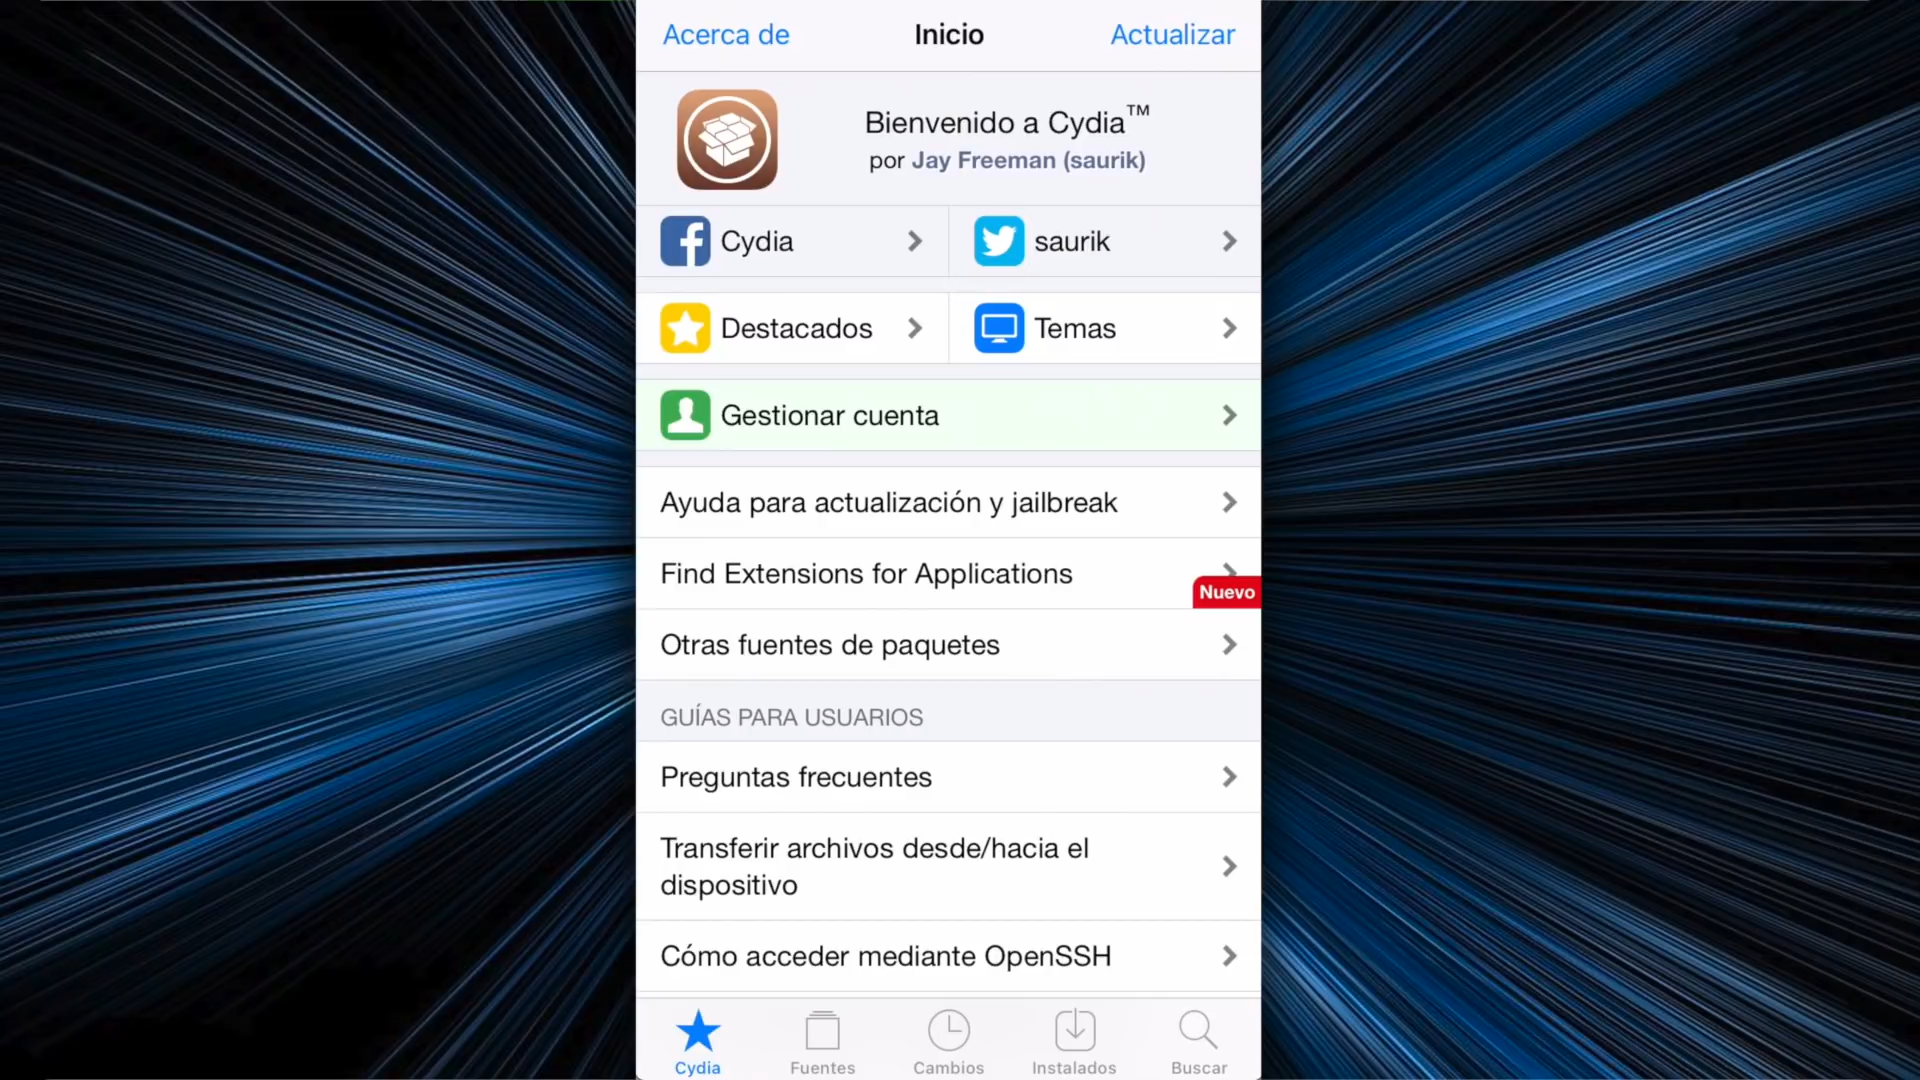 Acerca de
Inicio
Actualizar
Bienvenido a Cydia™
por Jay Freeman (saurik)
Cydia
saurik
Destacados
Temas
Gestionar cuenta
Ayuda para actualización y jailbreak
Find Extensions for Applications
Nuevo
Otras fuentes de paquetes
GUÍAS PARA USUARIOS
Preguntas frecuentes
Transferir archivos desde/hacia el
dispositivo
Cómo acceder mediante OpenSSH
Cydia
Fuentes
Cambios
Instalados
Buscar